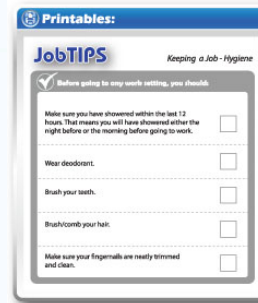 Printables:
JobTIPS
Keeping a Job - Hygiene
Before going to any work setting, you should:
Make sure you have showered within the last 12
hours. That means you will have showered either the
night before or the morning before going to work.
Wear deodorant.
Brush your teeth.
Brush/comb your hair.
Make sure your fingernails are neatly trimmed
and clean.